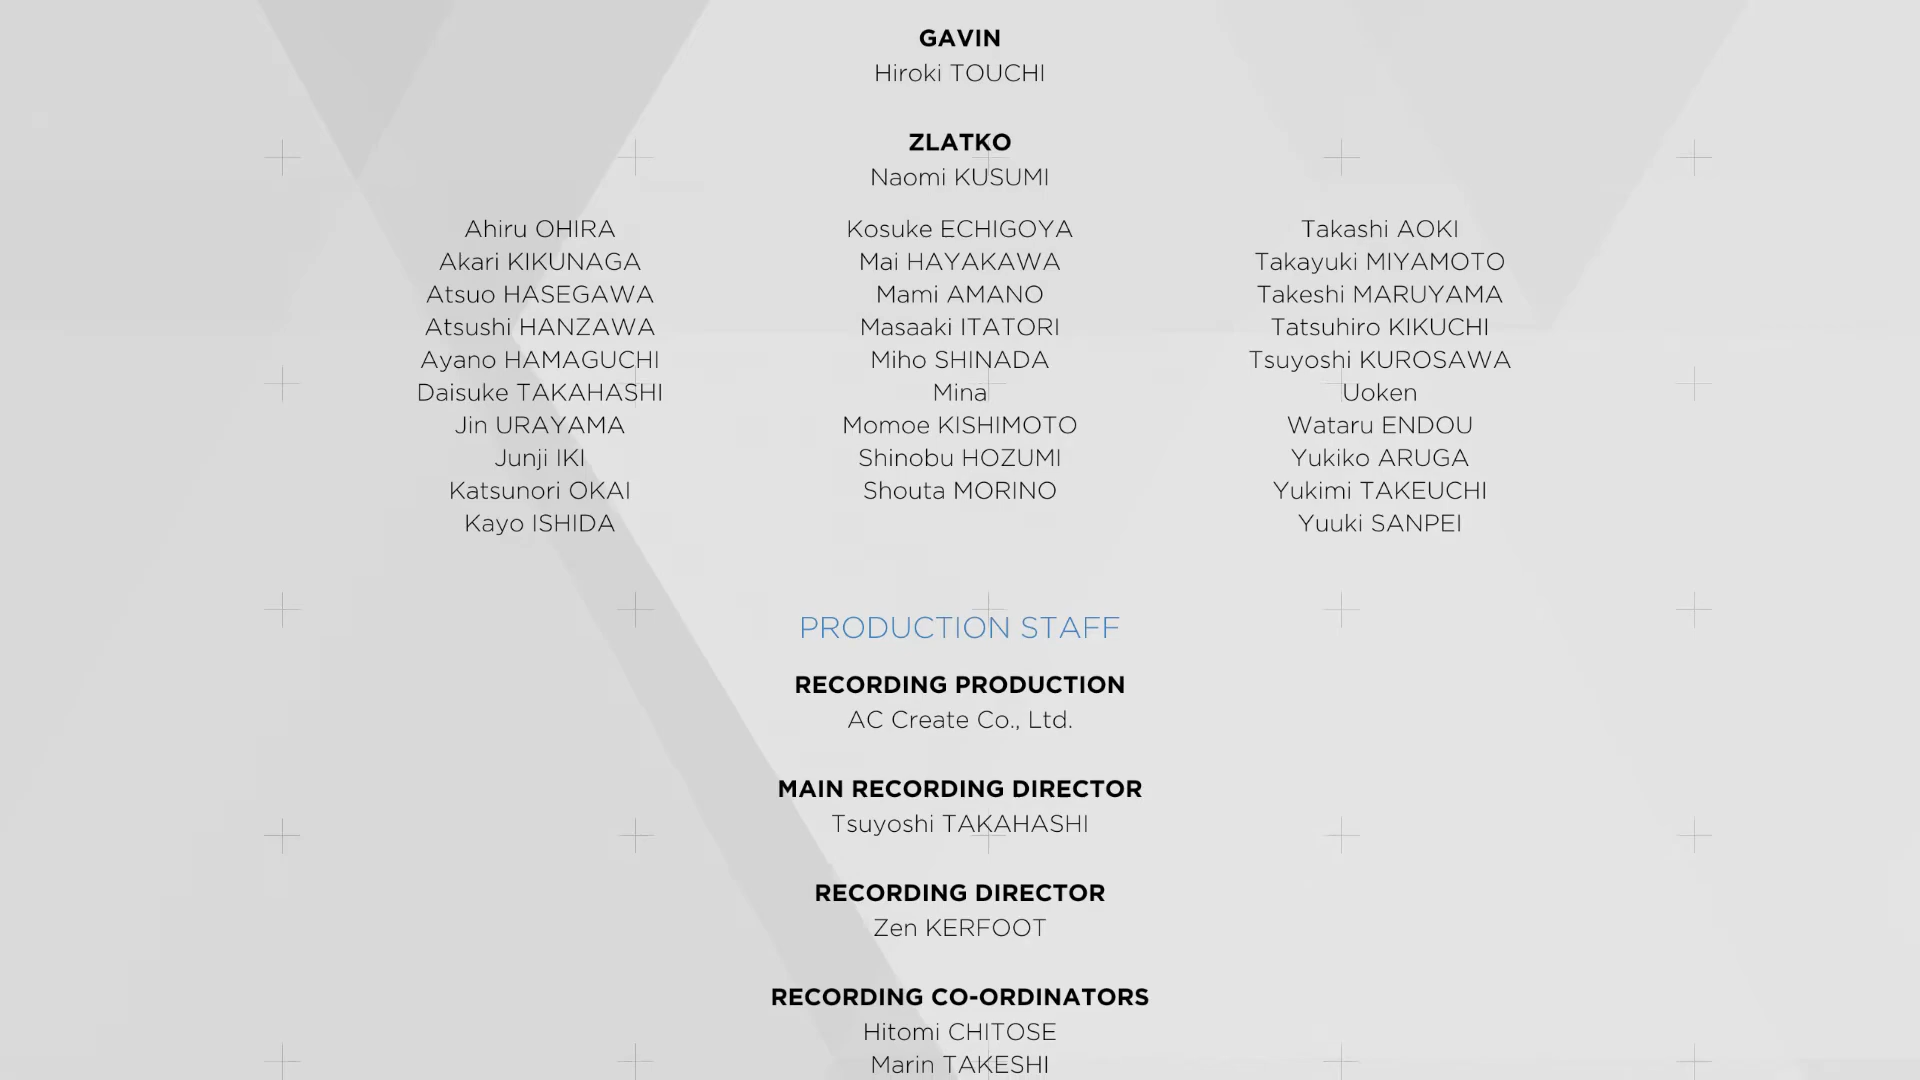 GAVIN
Hiroki TOUCHI
ZLATKO
Naomi KUSUMI
Ahiru OHIRA
Akari KIKUNAGA
Atsuo HASEGAWA
Atsushi HANZAWA
Ayano HAMAGUCHI
Daisuke TAKAHASHI
Jin URAYAMA
Junji IKI
Katsunori OKAI
Kayo ISHIDA
Kosuke ECHIGOYA
Mai HAYAKAWA
Mami AMANO
Masaaki ITATORI
Miho SHINADA
Mina
Momoe KISHIMOTO
Shinobu HOZUMI
Shouta MORINO
Takashi AOKI
Takayuki MIYAMOTO
Takeshi MARUYAMA
Tatsuhiro KIKUCHI
Tsuyoshi KUROSAWA
Uoken
Wataru ENDOU
Yukiko ARUGA
Yukimi TAKEUCHI
Yuuki SANPEI
PRODUCTION STAFF
RECORDING PRODUCTION
AC Create Co., Ltd.
MAIN RECORDING DIRECTOR
Tsuyoshi TAKAHASHI
RECORDING DIRECTOR
Zen KERFOOT
RECORDING CO-ORDINATORS
Hitomi CHITOSE
Marin TAKESHI